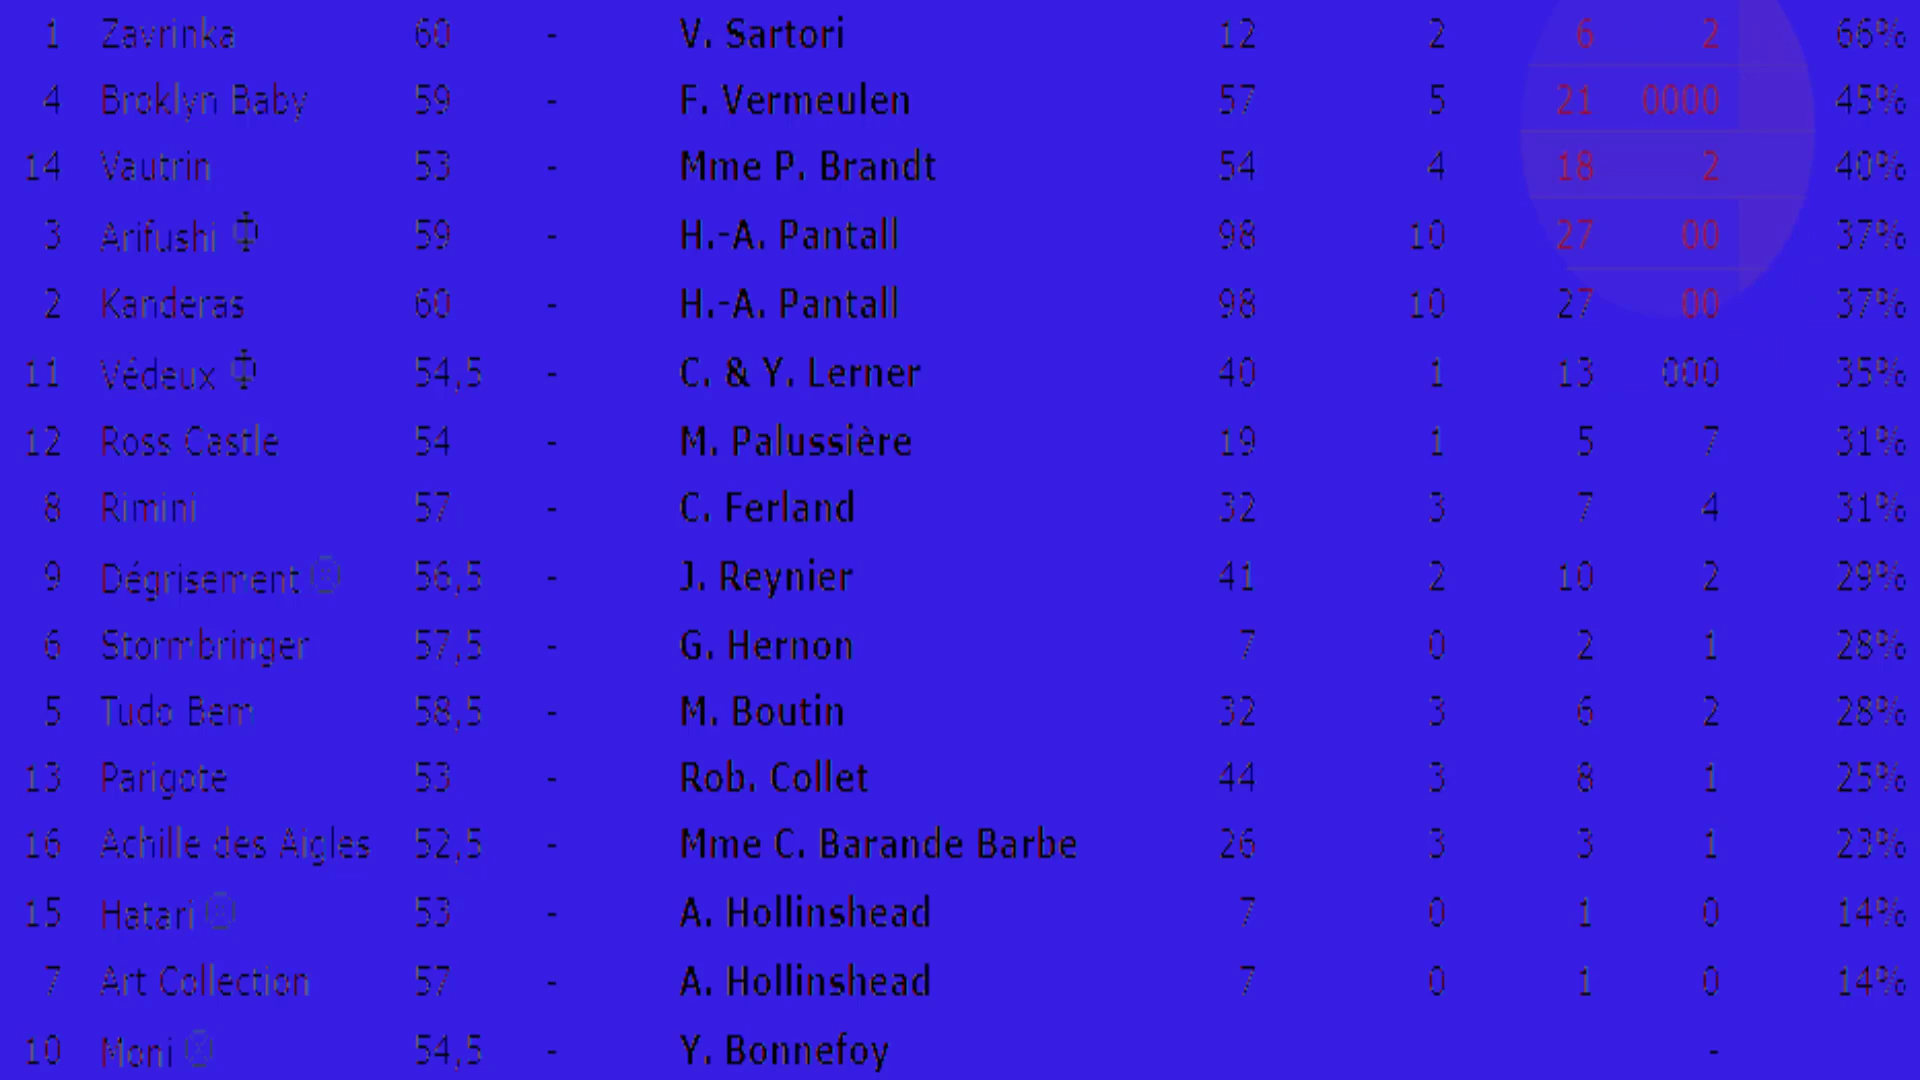 1 Zavrinka 60 - V. Sartori 12 2 6 2 66%
4 Broklyn Baby 59 - F. Vermeulen 57 5 21 0000 45%
14 Vautrin 53 - Mme P. Brandt 54 4 18 2 40%
3 Arifushi 59 - H.-A. Pantall 98 10 27 00 37%
2 Kanderas 60 - H.-A. Pantall 98 10 27 00 37%
11 Védeux 54,5 - C. & Y. Lerner 40 1 13 000 35%
12 Ross Castle 54 - M. Palussière 19 1 5 7 31%
8 Rimini 57 - C. Ferland 32 3 7 4 31%
9 Dégrisement 56,5 - J. Reynier 41 2 10 2 29%
6 Stormbringer 57,5 - G. Hernon 7 0 2 1 28%
5 Tudo Bem 58,5 - M. Boutin 32 3 6 2 28%
13 Parigote 53 - Rob. Collet 44 3 8 1 25%
16 Achille des Aigles 52,5 - Mme C. Barande Barbe 26 3 3 1 23%
15 Hatari 53 - A. Hollinshead 7 0 1 0 14%
7 Art Collection 57 - A. Hollinshead 7 0 1 0 14%
10 Moni 54,5 - Y. Bonnefoy -